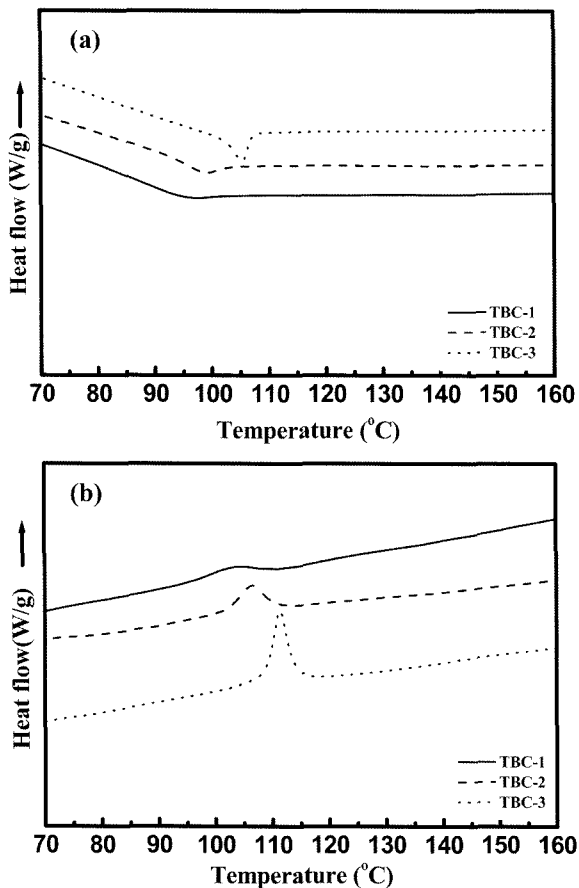 (a)
Heat flow (W/g)
TBC-1
TBC-2
TBC-3
70 80 90 100 110 120 130 140 150 160
Temperature (°C)
(b)
Heat flow(W/g)
TBC-1
TBC-2
TBC-3
70 80 90 100 110 120 130 140 150 160
Temperature (°C)